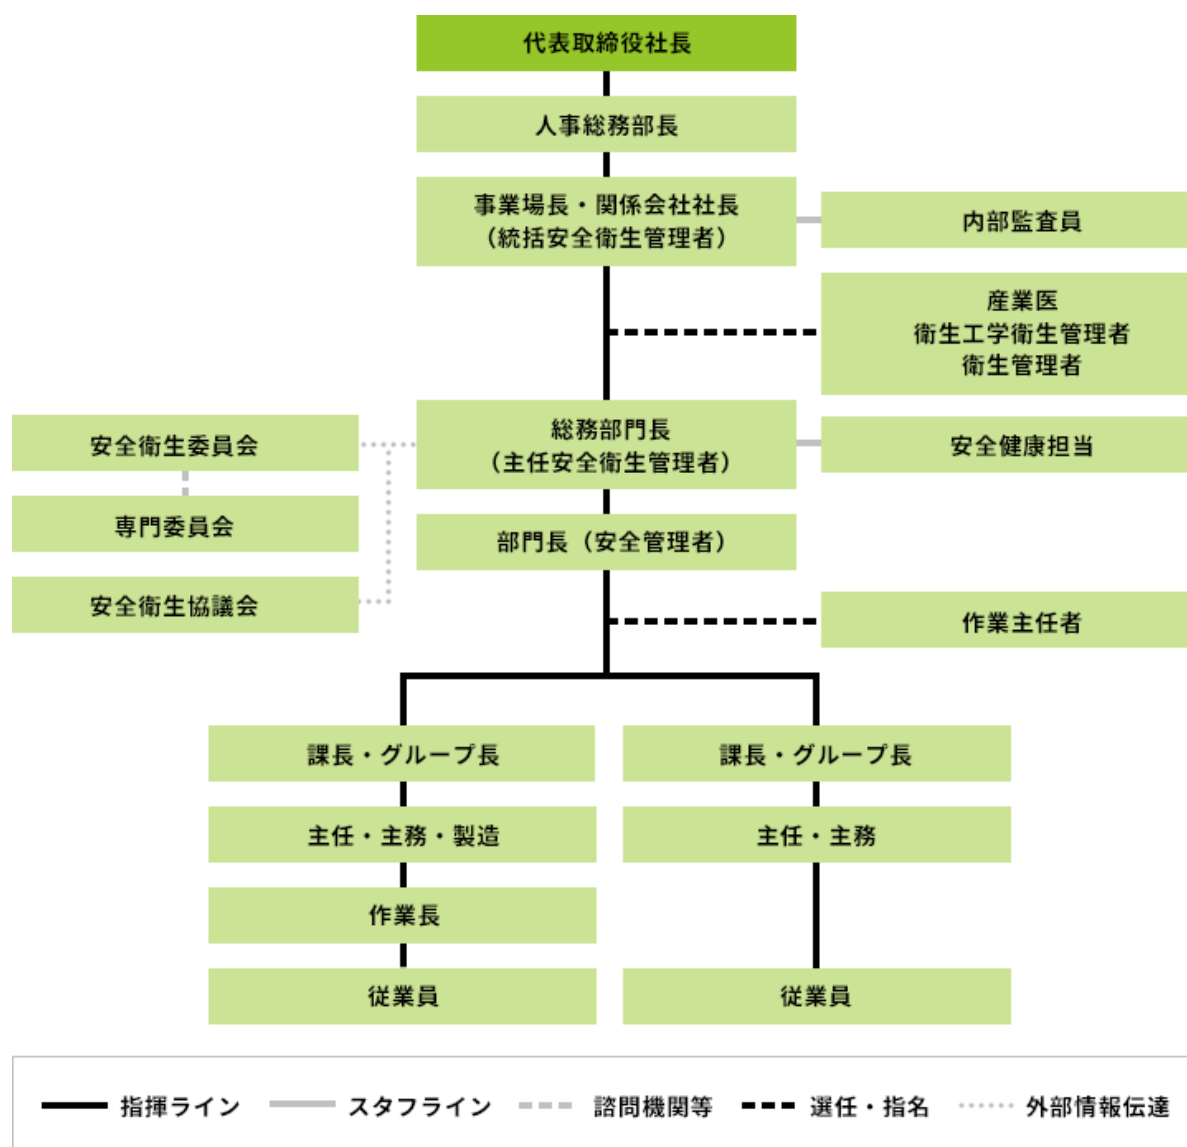 代表取締役社長
人事総務部長
事業場長・関係会社社長
（統括安全衛生管理者）
内部監査員
産業医
衛生工学衛生管理者
衛生管理者
安全衛生委員会
総務部門長
（主任安全衛生管理者）
安全健康担当
専門委員会
部門長（安全管理者）
安全衛生協議会
作業主任者
課長・グループ長
課長・グループ長
主任・主務・製造
主任・主務
作業長
従業員
従業員
指揮ライン
スタフライン
諮問機関等
選任・指名
外部情報伝達